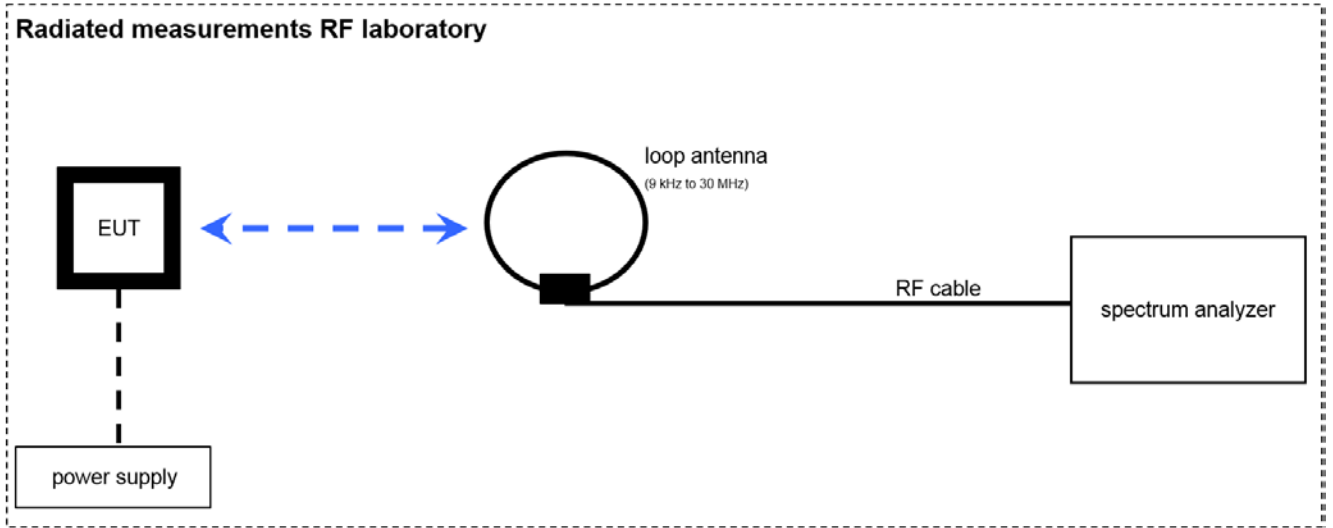 Radiated measurements RF laboratory
loop antenna
(9 kHz to 30 MHz)
EUT
RF cable
spectrum analyzer
power supply